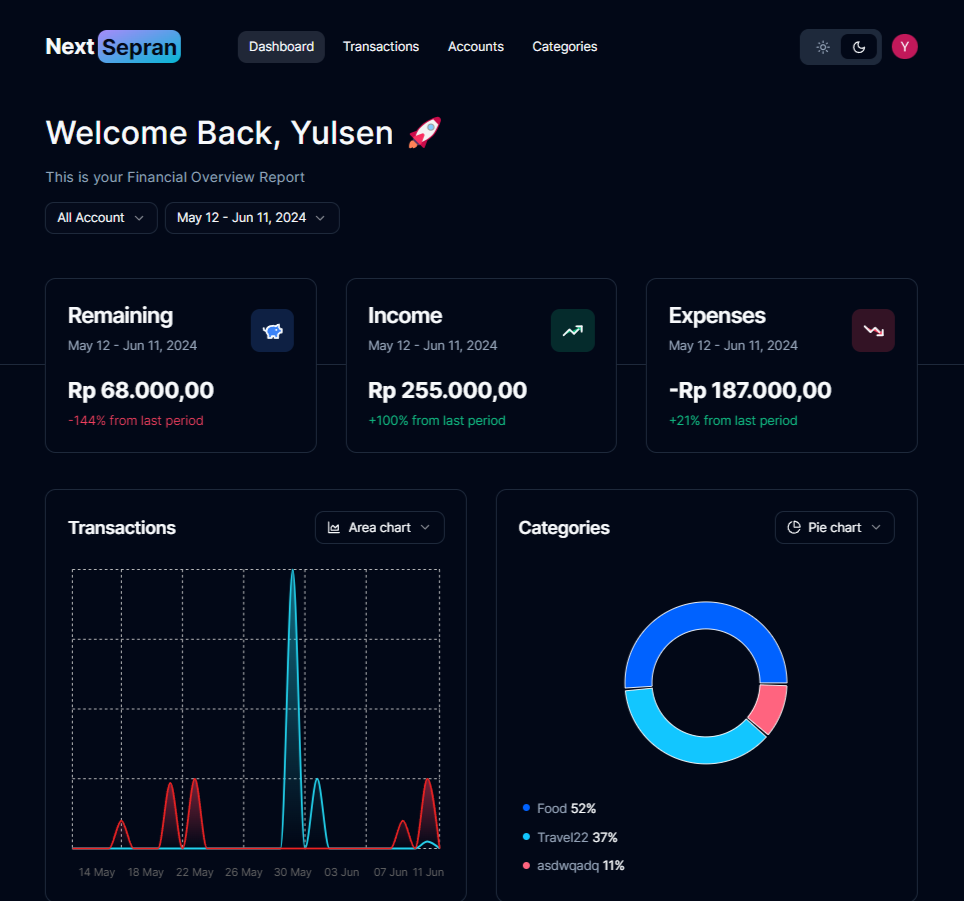 Next Sepran
Dashboard Transactions Accounts Categories
Y
Welcome Back, Yulsen 🚀
This is your Financial Overview Report
All Account May 12 - Jun 11, 2024
Remaining
May 12 - Jun 11, 2024
Rp 68.000,00
-144% from last period
Income
May 12 - Jun 11, 2024
Rp 255.000,00
+100% from last period
Expenses
May 12 - Jun 11, 2024
-Rp 187.000,00
+21% from last period
Transactions Area chart
14 May 18 May 22 May 26 May 30 May 03 Jun 07 Jun 11 Jun
Categories Pie chart
Food 52%
Travel22 37%
asdwqadq 11%